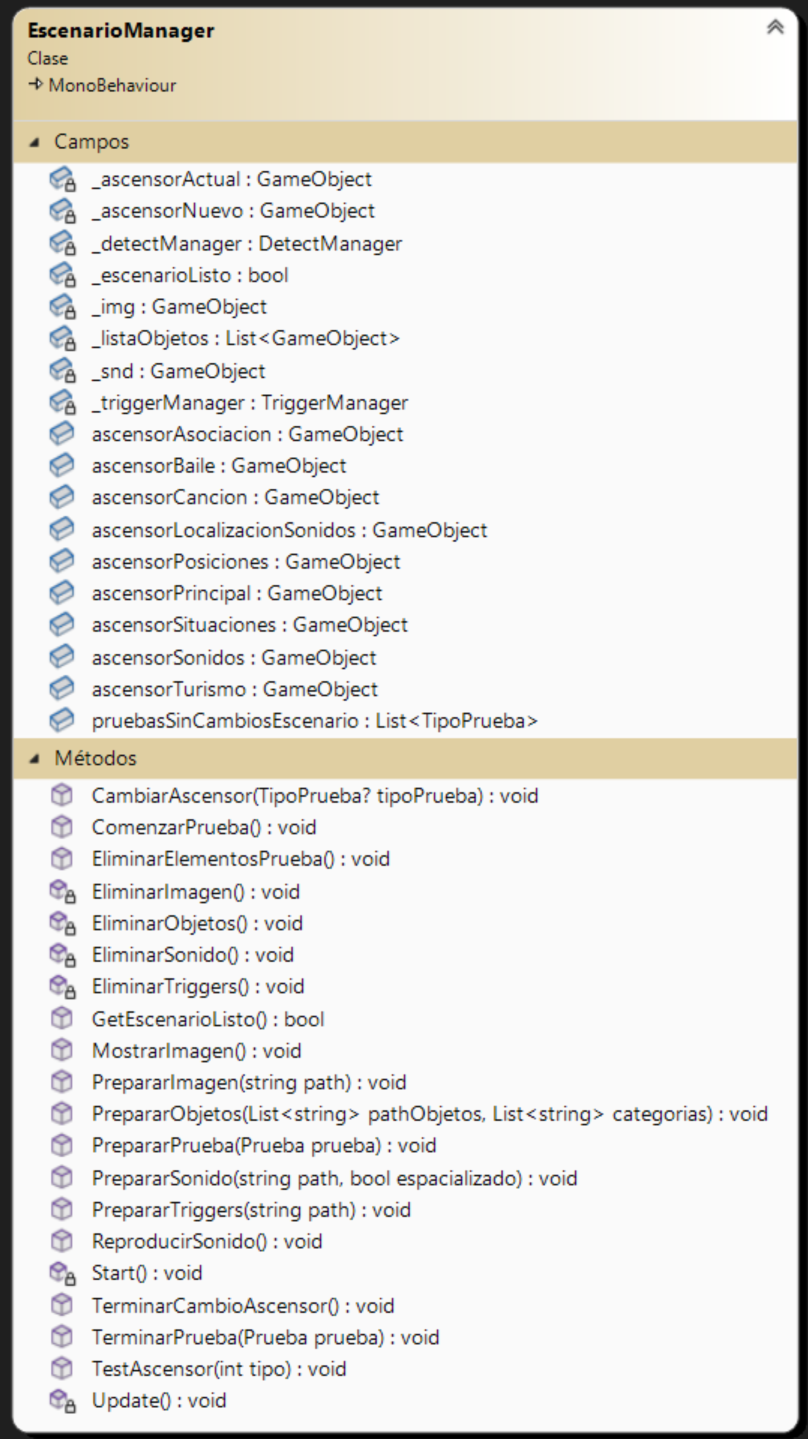 EscenarioManager
Clase
MonoBehaviour
Campos
_ascensorActual : GameObject
_ascensorNuevo : GameObject
_detectManager : DetectManager
_escenarioListo : bool
_img : GameObject
_listaObjetos : List<GameObject>
_snd : GameObject
_triggerManager : TriggerManager
ascensorAsociacion : GameObject
ascensorBaile : GameObject
ascensorCancion : GameObject
ascensorLocalizacionSonidos : GameObject
ascensorPosiciones : GameObject
ascensorPrincipal : GameObject
ascensorSituaciones : GameObject
ascensorSonidos : GameObject
ascensorTurismo : GameObject
pruebasSinCambiosEscenario : List<TipoPrueba>
Métodos
CambiarAscensor(TipoPrueba? tipoPrueba) : void
ComenzarPrueba() : void
EliminarElementosPrueba() : void
EliminarImagen() : void
EliminarObjetos() : void
EliminarSonido() : void
EliminarTriggers() : void
GetEscenarioListo() : bool
MostrarImagen() : void
PrepararImagen(string path) : void
PrepararObjetos(List<string> pathObjetos, List<string> categorias) : void
PrepararPrueba(Prueba prueba) : void
PrepararSonido(string path, bool espacializado) : void
PrepararTriggers(string path) : void
ReproducirSonido() : void
Start() : void
TerminarCambioAscensor() : void
TerminarPrueba(Prueba prueba) : void
TestAscensor(int tipo) : void
Update() : void